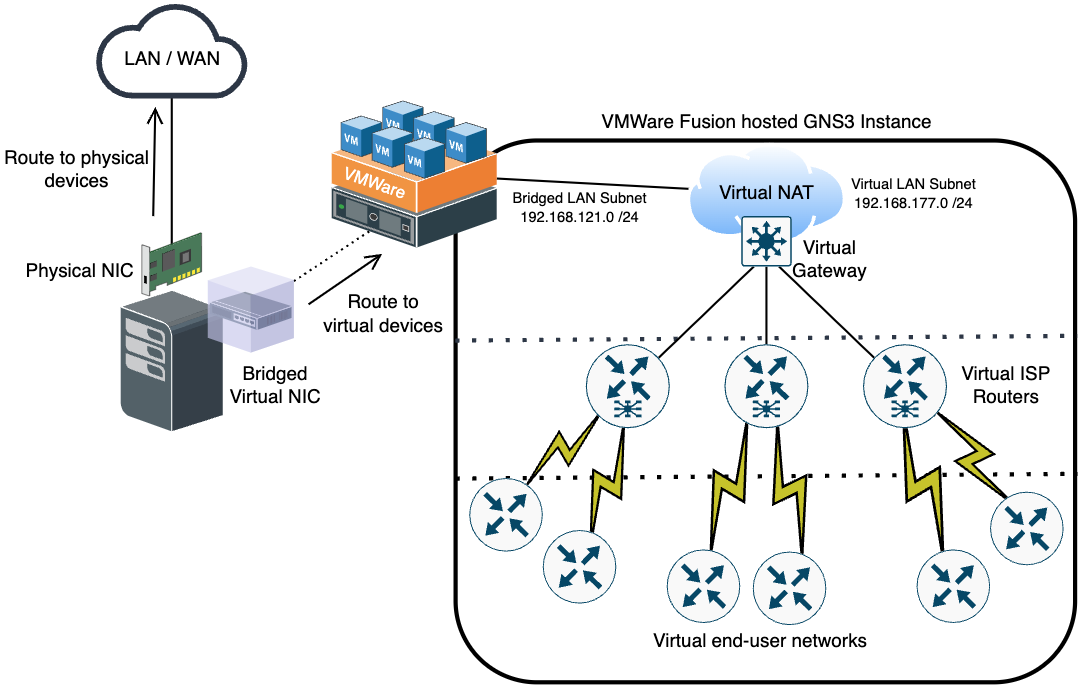 LAN / WAN
VMWare Fusion hosted GNS3 Instance
Route to physical
devices
VM
VM
VM
VM
VM
VM
VMWare
Bridged LAN Subnet
192.168.121.0 /24
Virtual NAT
Virtual LAN Subnet
192.168.177.0 /24
Virtual
Gateway
Physical NIC
Route to
virtual devices
Bridged
Virtual NIC
Virtual ISP
Routers
Virtual end-user networks